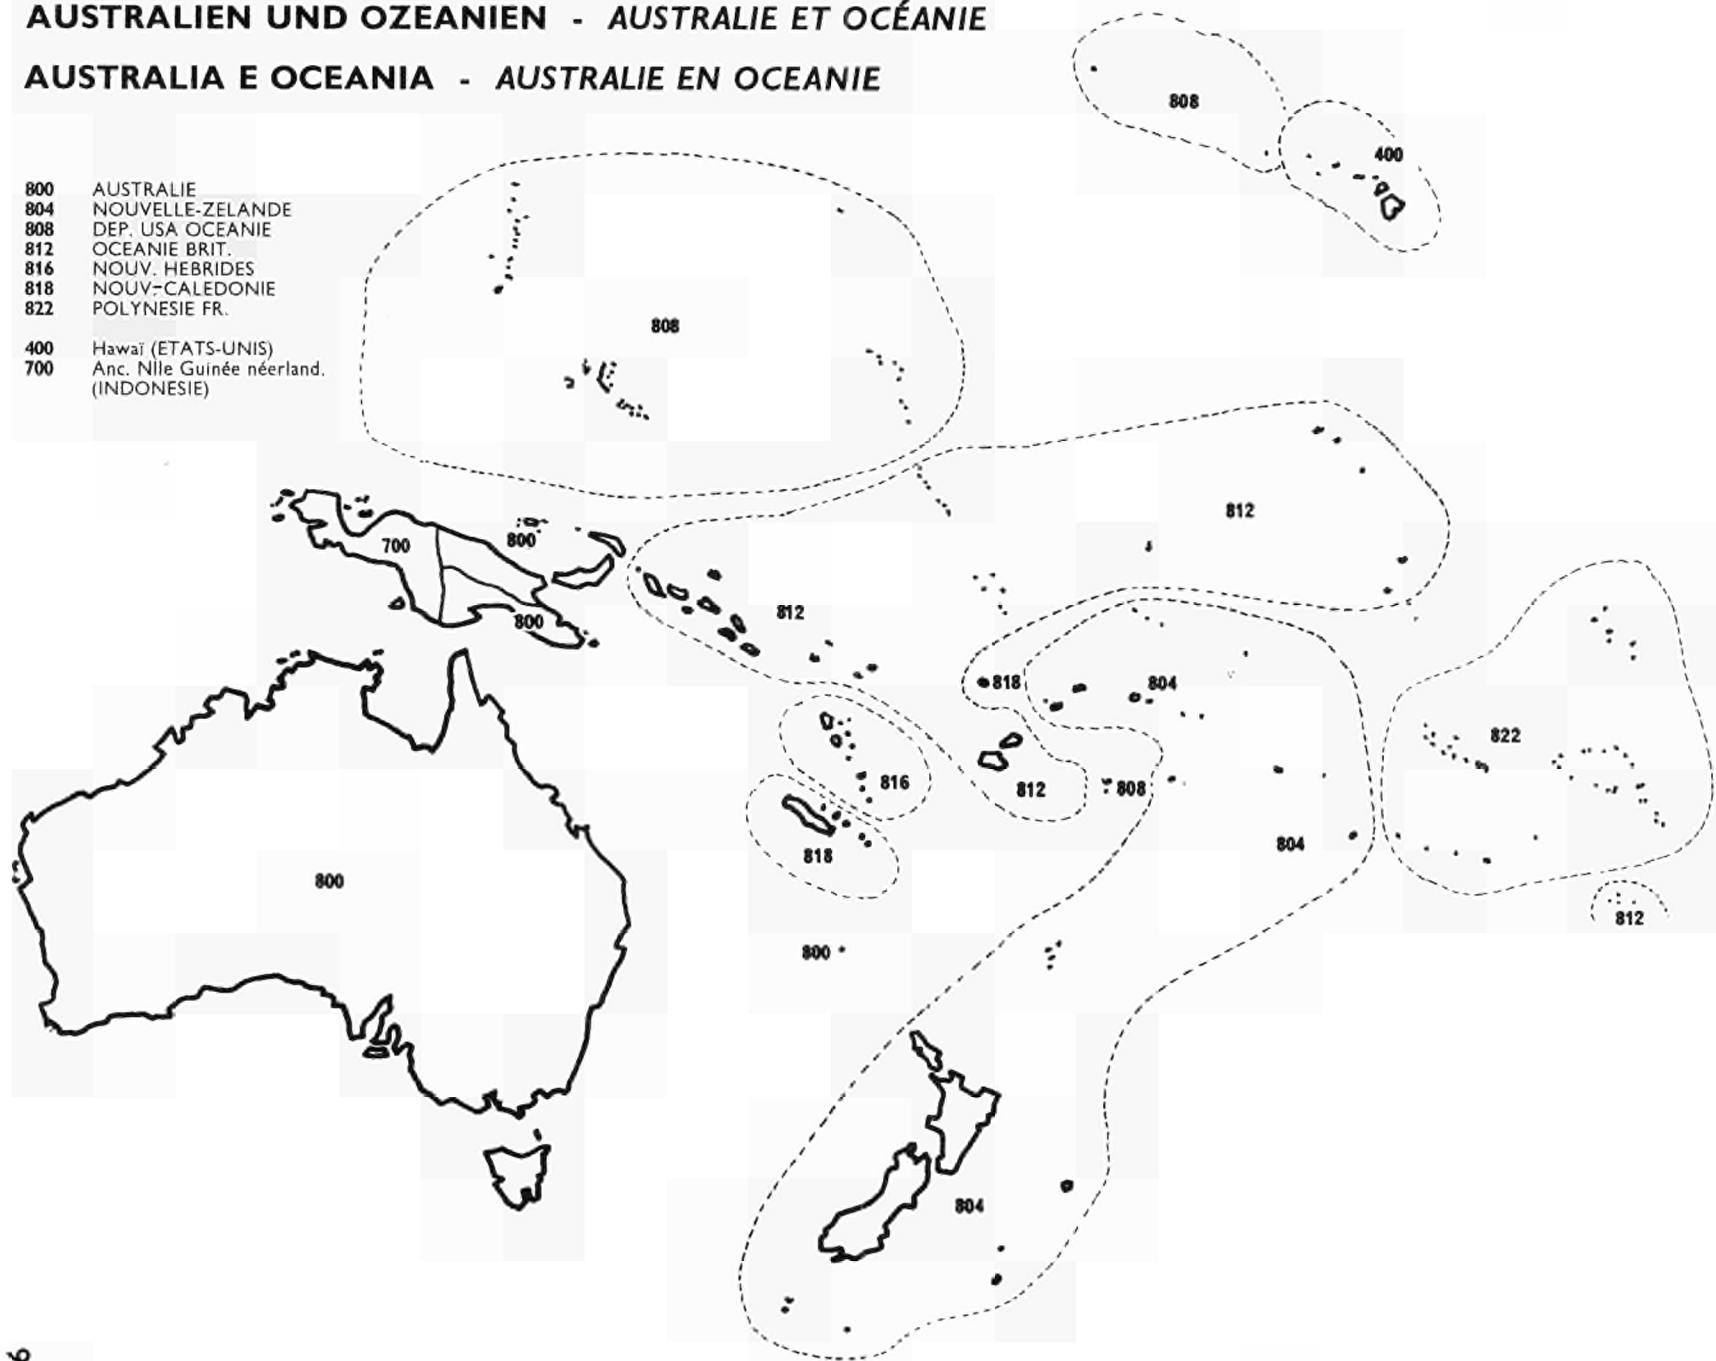 AUSTRALIEN UND OZEANIEN - AUSTRALIE ET OCÉANIE
AUSTRALIA E OCEANIA - AUSTRALIE EN OCEANIE
800 AUSTRALIE
804 NOUVELLE-ZELANDE
808 DEP. USA OCEANIE
812 OCEANIE BRIT.
816 NOUV. HEBRIDES
818 NOUV-CALEDONIE
822 POLYNESIE FR.
400 Hawaï (ETATS-UNIS)
700 Anc. Nlle Guinée néerland.
(INDONESIE)
808
400
808
812
700
800
812
800
818
804
822
816
812
808
818
804
800
812
800
804
6